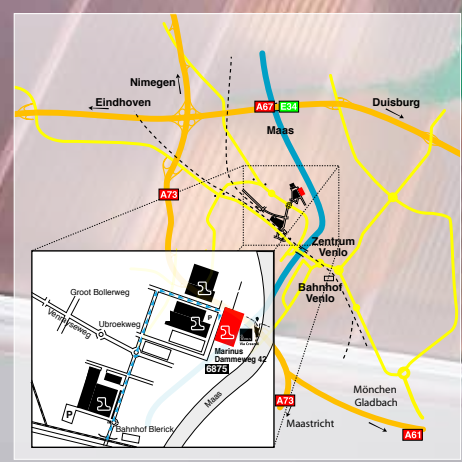 Nimegen
Eindhoven
A73
A67 E34
Duisburg
Maas
A73
Zentrum
Venlo
Bahnhof
Venlo
Groot Bollerweg
Venrayseweg
Ubroekweg
P
Marinus
Dammeweg 42
6875
P
Bahnhof Blerick
Maas
A73
Maastricht
Mönchen
Gladbach
A61